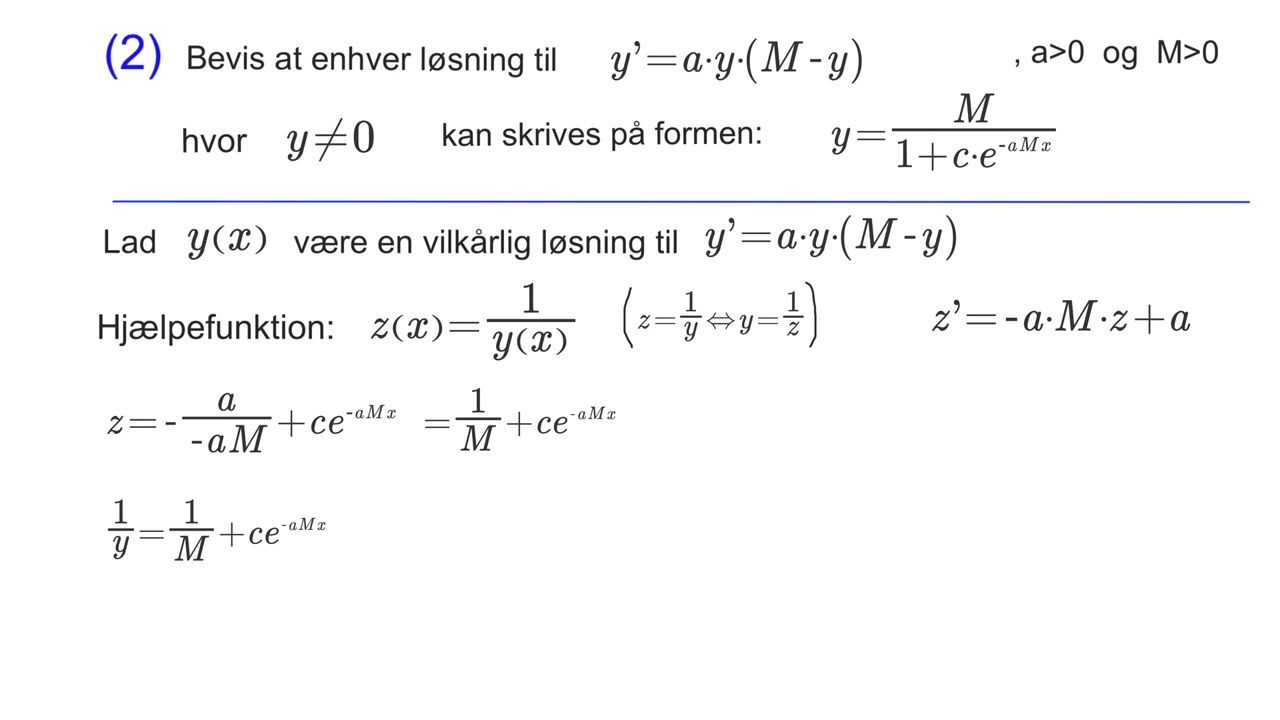 (2) Bevis at enhver løsning til y’=a·y·(M-y) , a>0 og M>0
hvor y≠0 kan skrives på formen: y=M/(1+c·e^(-aMx))
Lad y(x) være en vilkårlig løsning til y’=a·y·(M-y)
Hjælpefunktion: z(x)=1/y(x) (z=1/y⇔y=1/z) z’=-a·M·z+a
z=-a/(-aM)+ce^(-aMx) =1/M+ce^(-aMx)
1/y=1/M+ce^(-aMx)